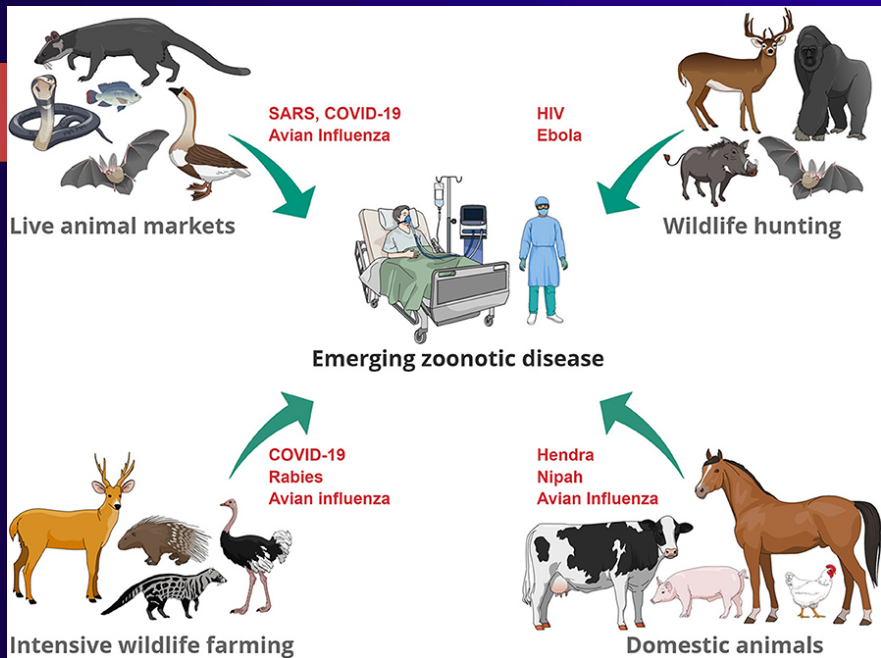 SARS, COVID-19
Avian Influenza
HIV
Ebola
Live animal markets
Wildlife hunting
Emerging zoonotic disease
COVID-19
Rabies
Avian influenza
Hendra
Nipah
Avian Influenza
Intensive wildlife farming
Domestic animals